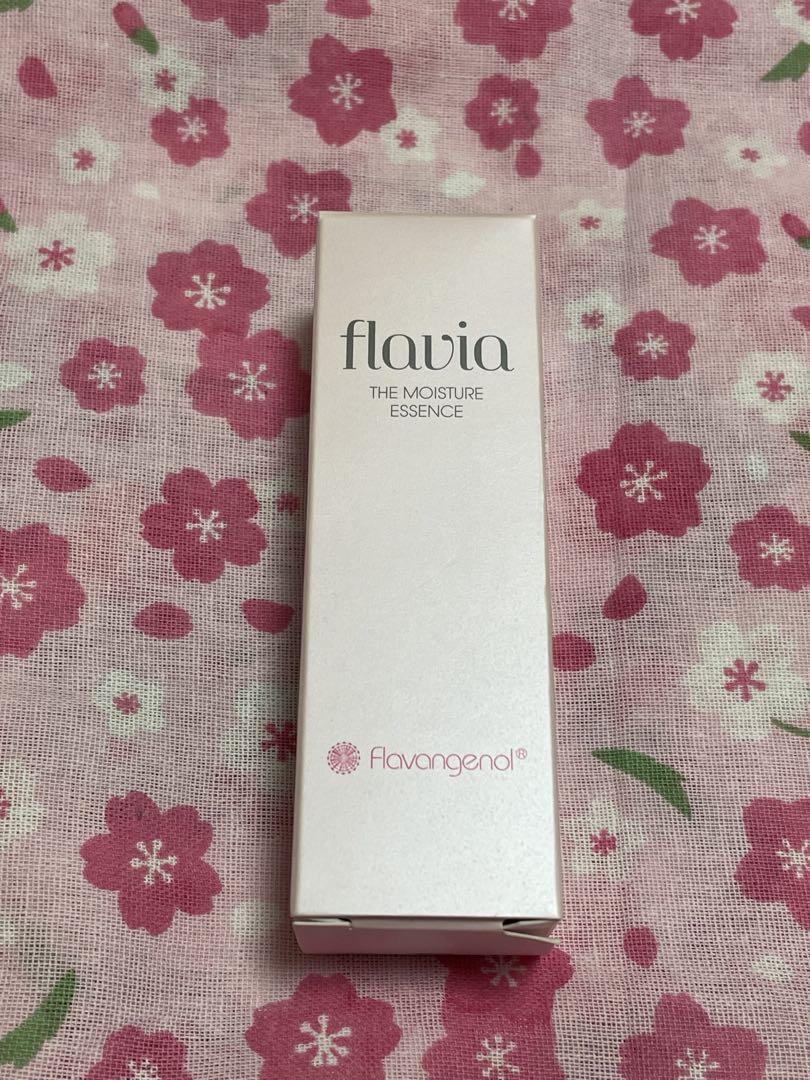 flavia
THE MOISTURE
ESSENCE
Flavangenol®